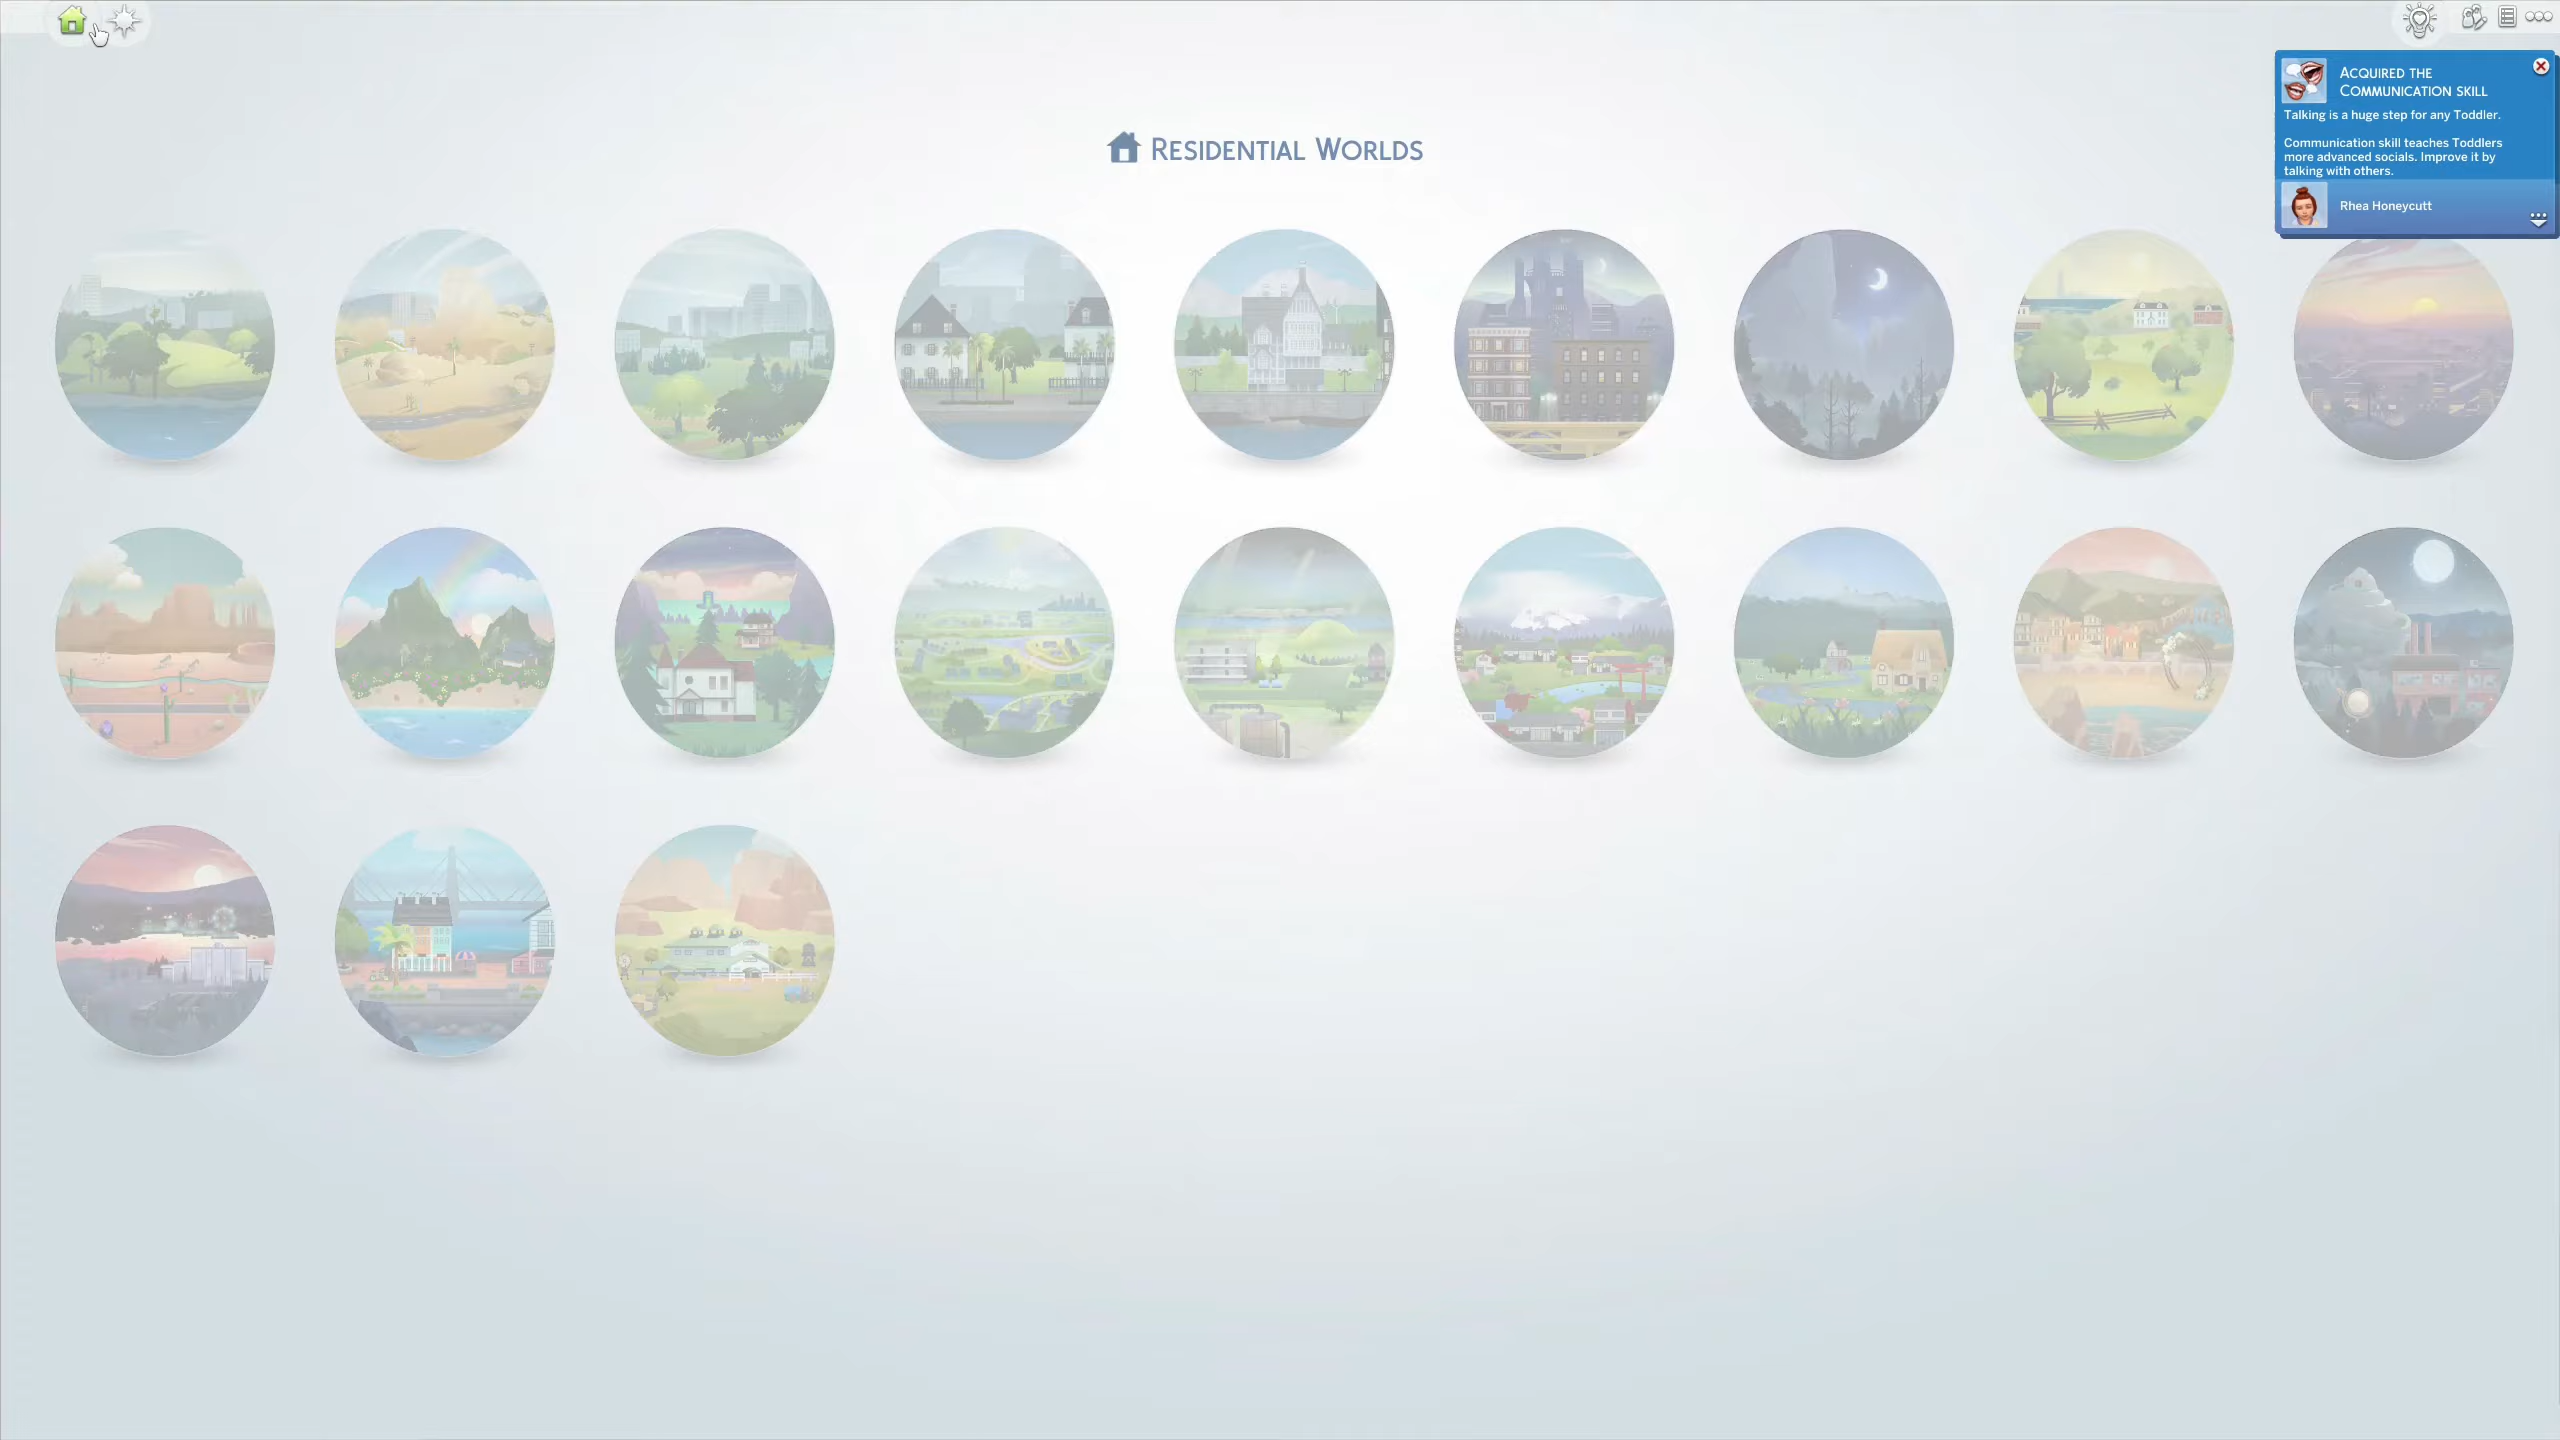 ACQUIRED THE
COMMUNICATION SKILL
Talking is a huge step for any Toddler.
Communication skill teaches Toddlers
more advanced socials. Improve it by
talking with others.
Rhea Honeycutt
RESIDENTIAL WORLDS